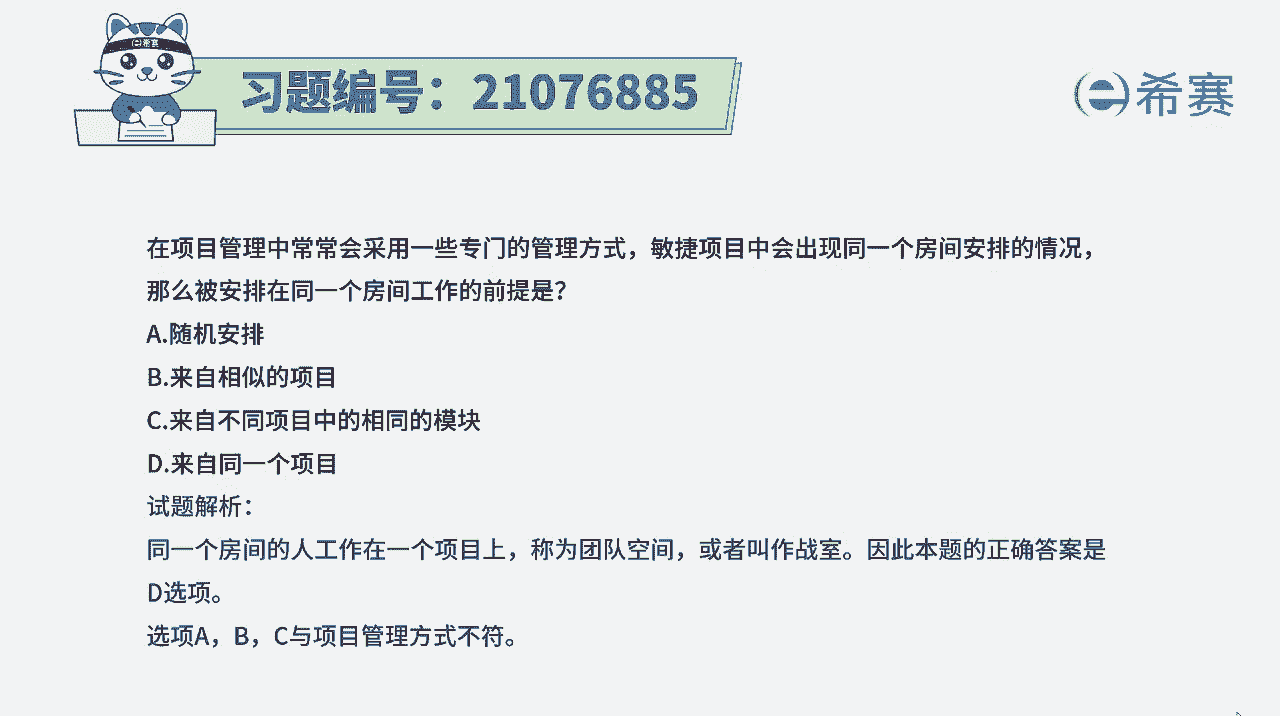 希赛
习题编号：21076885
希赛
在项目管理中常常会采用一些专门的管理方式，敏捷项目中会出现同一个房间安排的情况，
那么被安排在同一个房间工作的前提是？
A.随机安排
B.来自相似的项目
C.来自不同项目中的相同的模块
D.来自同一个项目
试题解析：
同一个房间的人工作在一个项目上，称为团队空间，或者叫作战室。因此本题的正确答案是
D选项。
选项A，B，C与项目管理方式不符。